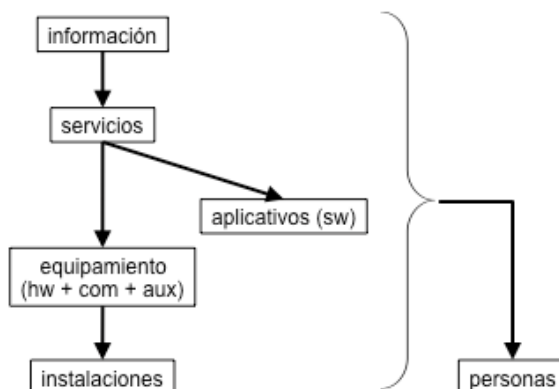 información
servicios
aplicativos (sw)
equipamiento
(hw + com + aux)
instalaciones
personas